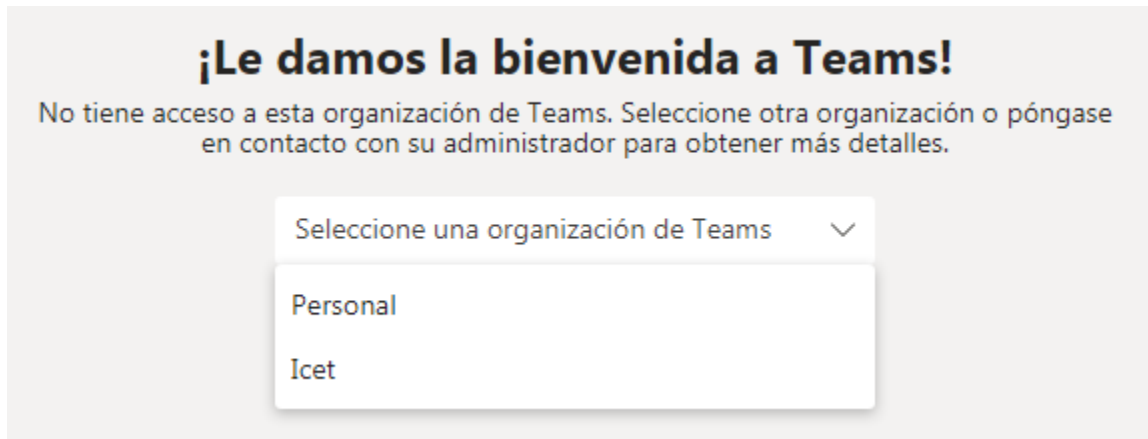 ¡Le damos la bienvenida a Teams!
No tiene acceso a esta organización de Teams. Seleccione otra organización o póngase
en contacto con su administrador para obtener más detalles.
Seleccione una organización de Teams
Personal
Icet